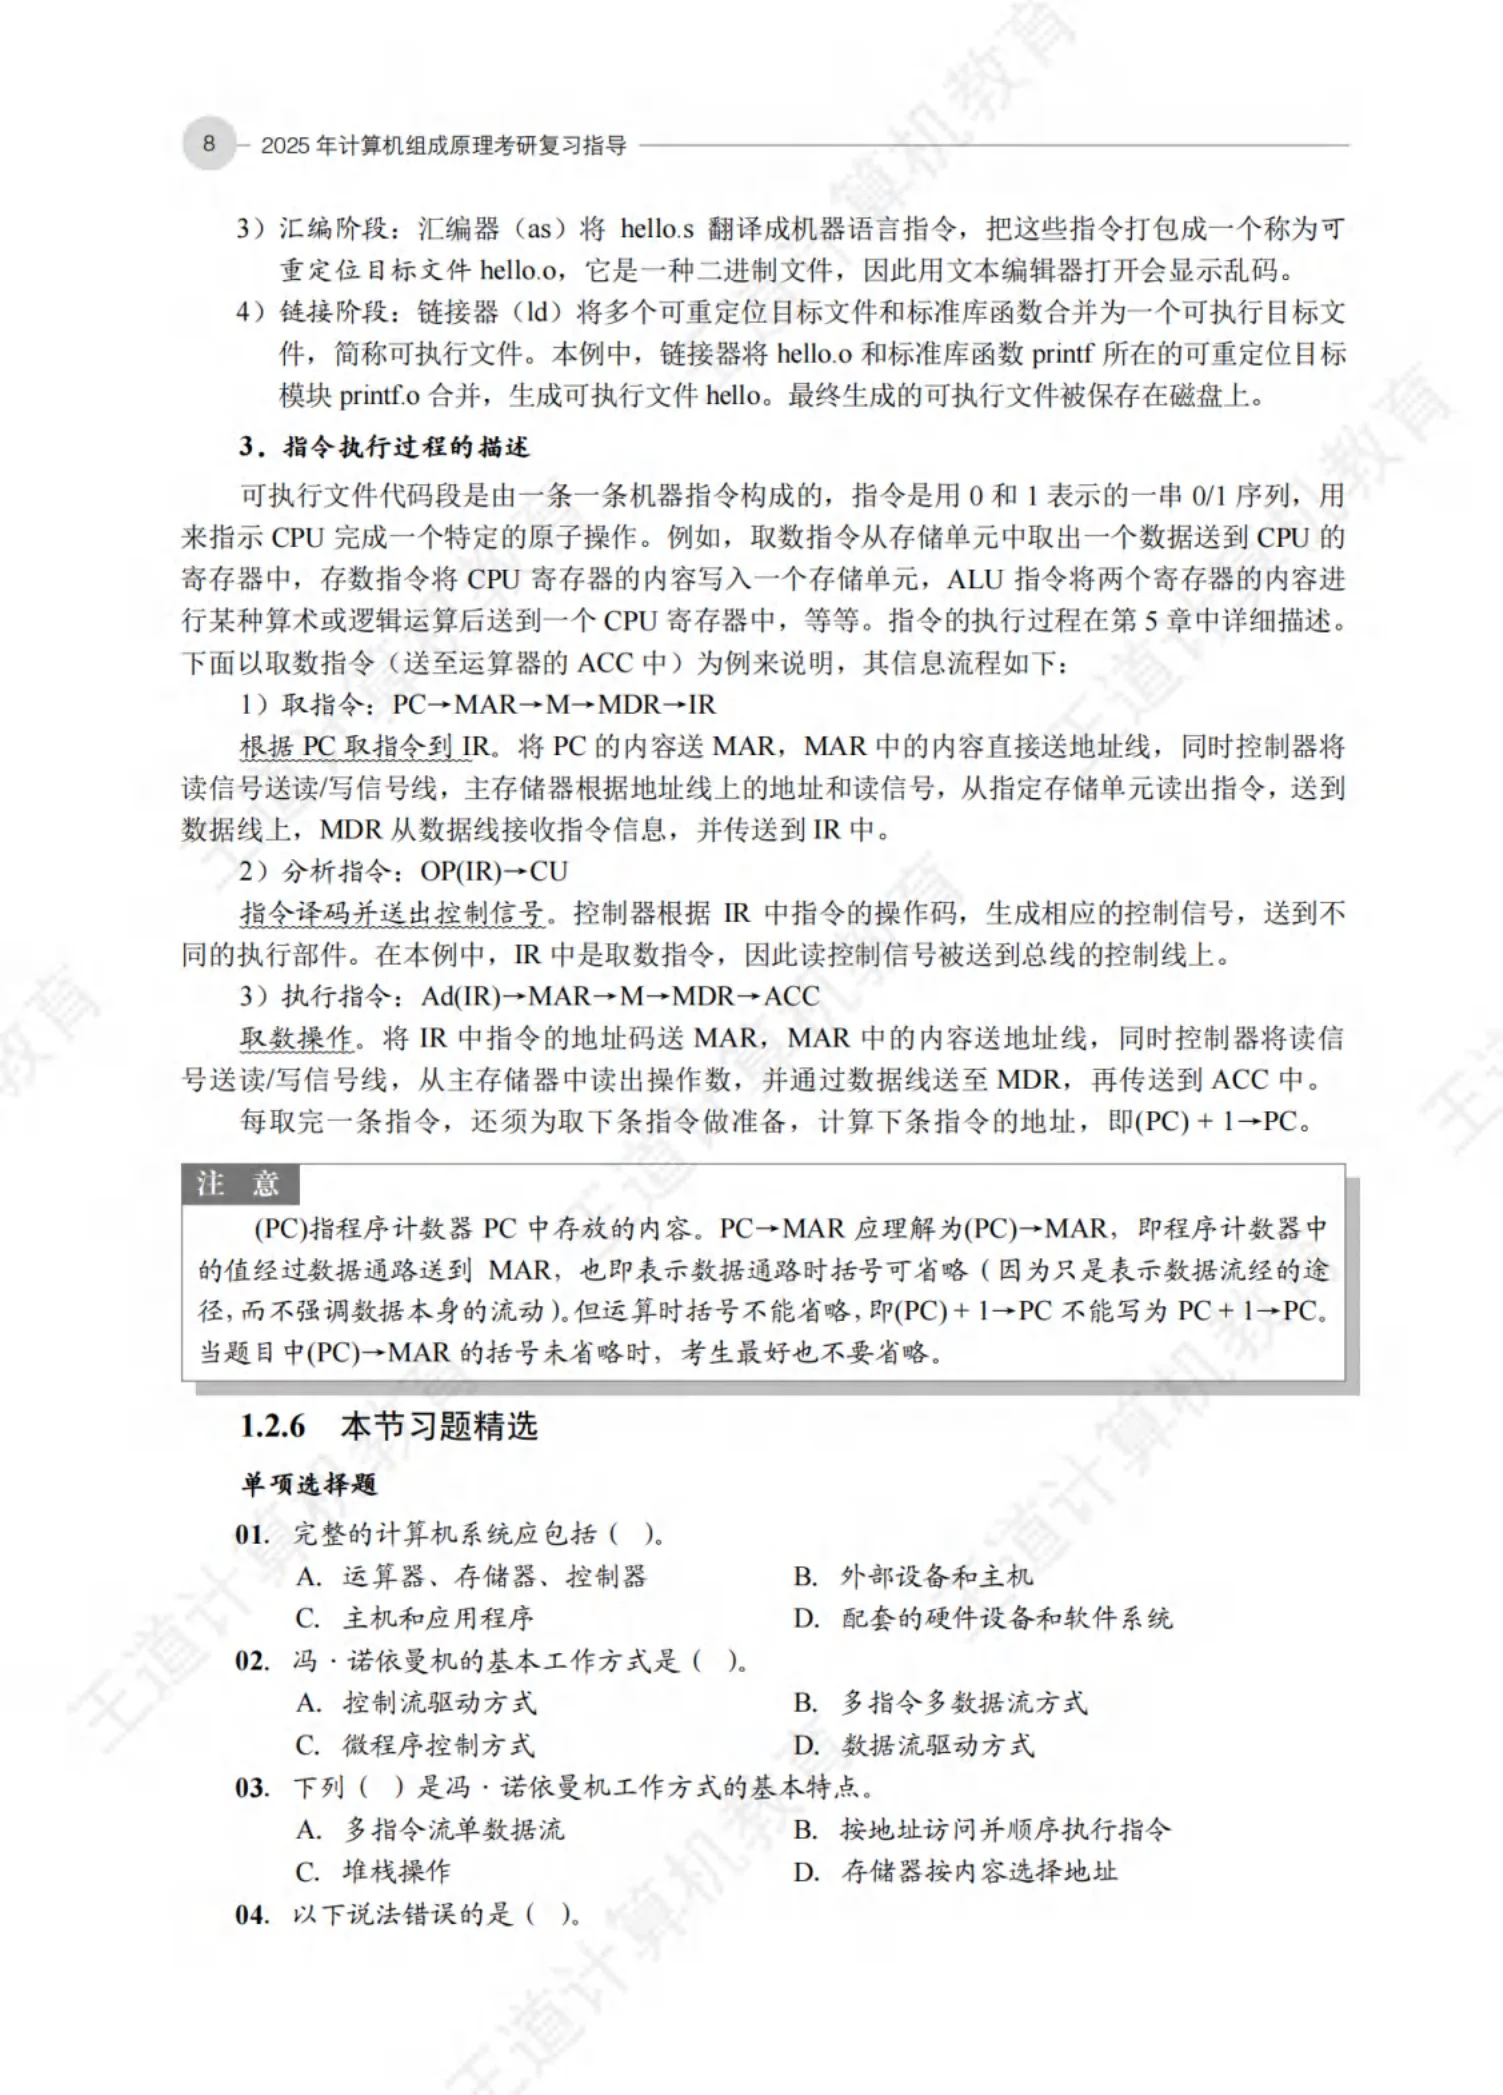 8 2025 年计算机组成原理考研复习指导
3）汇编阶段：汇编器（as）将 hello.s 翻译成机器语言指令，把这些指令打包成一个称为可
重定位目标文件 hello.o，它是一种二进制文件，因此用文本编辑器打开会显示乱码。
4）链接阶段：链接器（ld）将多个可重定位目标文件和标准库函数合并为一个可执行目标文
件，简称可执行文件。本例中，链接器将 hello.o 和标准库函数 printf 所在的可重定位目标
模块 printf.o 合并，生成可执行文件 hello。最终生成的可执行文件被保存在磁盘上。
3．指令执行过程的描述
可执行文件代码段是由一条一条机器指令构成的，指令是用 0 和 1 表示的一串 0/1 序列，用
来指示 CPU 完成一个特定的原子操作。例如，取数指令从存储单元中取出一个数据送到 CPU 的
寄存器中，存数指令将 CPU 寄存器的内容写入一个存储单元，ALU 指令将两个寄存器的内容进
行某种算术或逻辑运算后送到一个 CPU 寄存器中，等等。指令的执行过程在第 5 章中详细描述。
下面以取数指令（送至运算器的 ACC 中）为例来说明，其信息流程如下：
1）取指令：PC→MAR→M→MDR→IR
根据 PC 取指令到 IR。将 PC 的内容送 MAR，MAR 中的内容直接送地址线，同时控制器将
读信号送读/写信号线，主存储器根据地址线上的地址和读信号，从指定存储单元读出指令，送到
数据线上，MDR 从数据线接收指令信息，并传送到 IR 中。
2）分析指令：OP(IR)→CU
指令译码并送出控制信号。控制器根据 IR 中指令的操作码，生成相应的控制信号，送到不
同的执行部件。在本例中，IR 中是取数指令，因此读控制信号被送到总线的控制线上。
3）执行指令：Ad(IR)→MAR→M→MDR→ACC
取数操作。将 IR 中指令的地址码送 MAR，MAR 中的内容送地址线，同时控制器将读信
号送读/写信号线，从主存储器中读出操作数，并通过数据线送至 MDR，再传送到 ACC 中。
每取完一条指令，还须为取下条指令做准备，计算下条指令的地址，即(PC) + 1→PC。
注 意
(PC)指程序计数器 PC 中存放的内容。PC→MAR 应理解为(PC)→MAR，即程序计数器中
的值经过数据通路送到 MAR，也即表示数据通路时括号可省略（因为只是表示数据流经的途
径，而不强调数据本身的流动）。但运算时括号不能省略，即(PC) + 1→PC 不能写为 PC + 1→PC。
当题目中(PC)→MAR 的括号未省略时，考生最好也不要省略。
1.2.6 本节习题精选
单项选择题
01. 完整的计算机系统应包括（ ）。
A. 运算器、存储器、控制器 B. 外部设备和主机
C. 主机和应用程序 D. 配套的硬件设备和软件系统
02. 冯·诺依曼机的基本工作方式是（ ）。
A. 控制流驱动方式 B. 多指令多数据流方式
C. 微程序控制方式 D. 数据流驱动方式
03. 下列（ ）是冯·诺依曼机工作方式的基本特点。
A. 多指令流单数据流 B. 按地址访问并顺序执行指令
C. 堆栈操作 D. 存储器按内容选择地址
04. 以下说法错误的是（ ）。
王道计算机教育